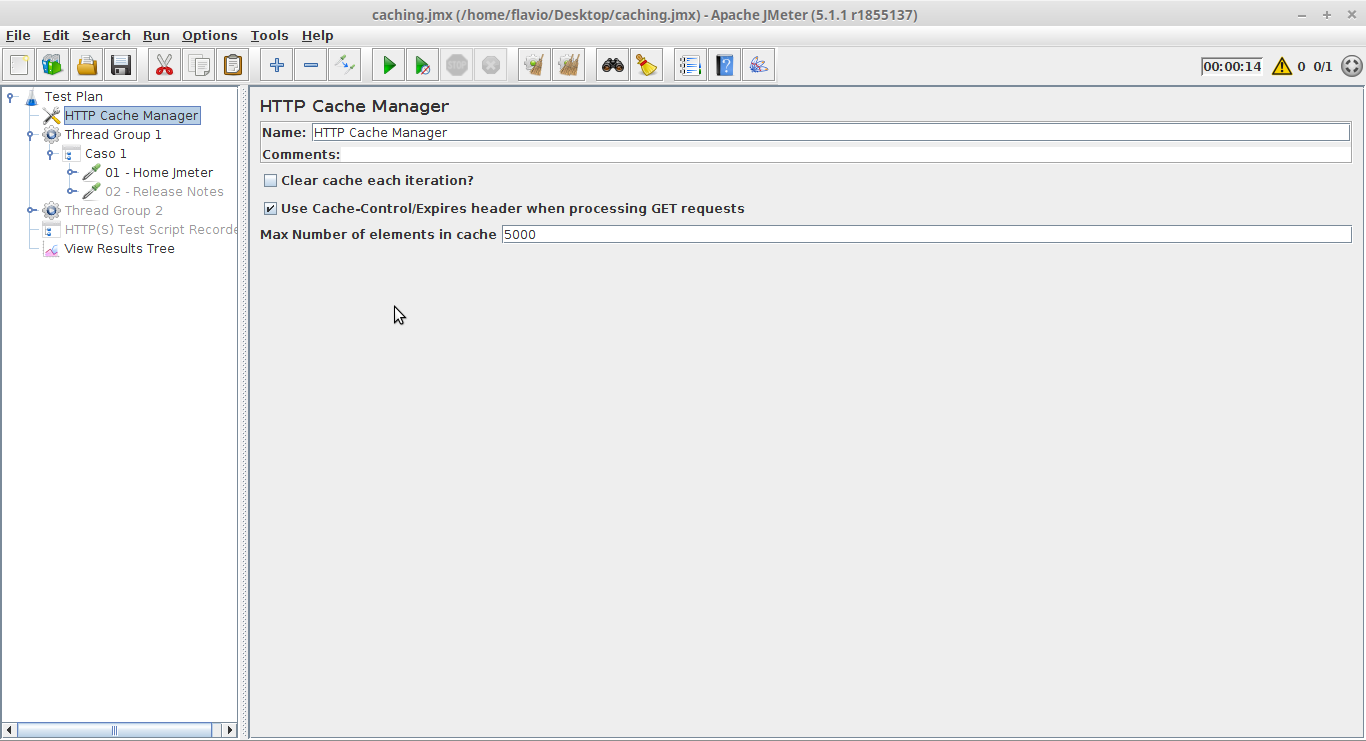 caching.jmx (/home/flavio/Desktop/caching.jmx) - Apache JMeter (5.1.1 r1855137)
File Edit Search Run Options Tools Help
STOP
00:00:14 0 0/1
Test Plan
HTTP Cache Manager
Thread Group 1
Caso 1
01 - Home Jmeter
02 - Release Notes
Thread Group 2
HTTP(S) Test Script Recorde
View Results Tree
HTTP Cache Manager
Name: HTTP Cache Manager
Comments:
Clear cache each iteration?
Use Cache-Control/Expires header when processing GET requests
Max Number of elements in cache 5000